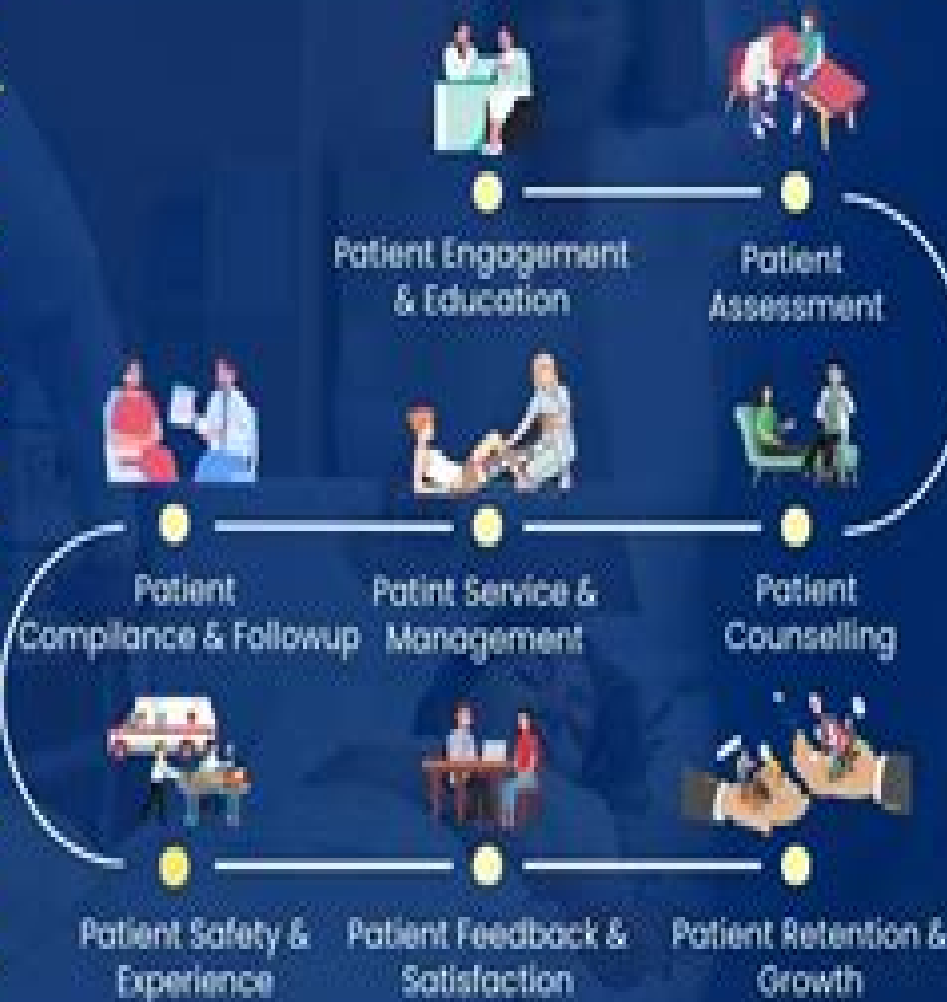 Patient Engagement
& Education
Patient
Assessment
Patient
Compilance & Followup
Patint Service &
Management
Patient
Counselling
Patient Safety &
Experience
Patient Feedback &
Satisfaction
Patient Retention &
Growth